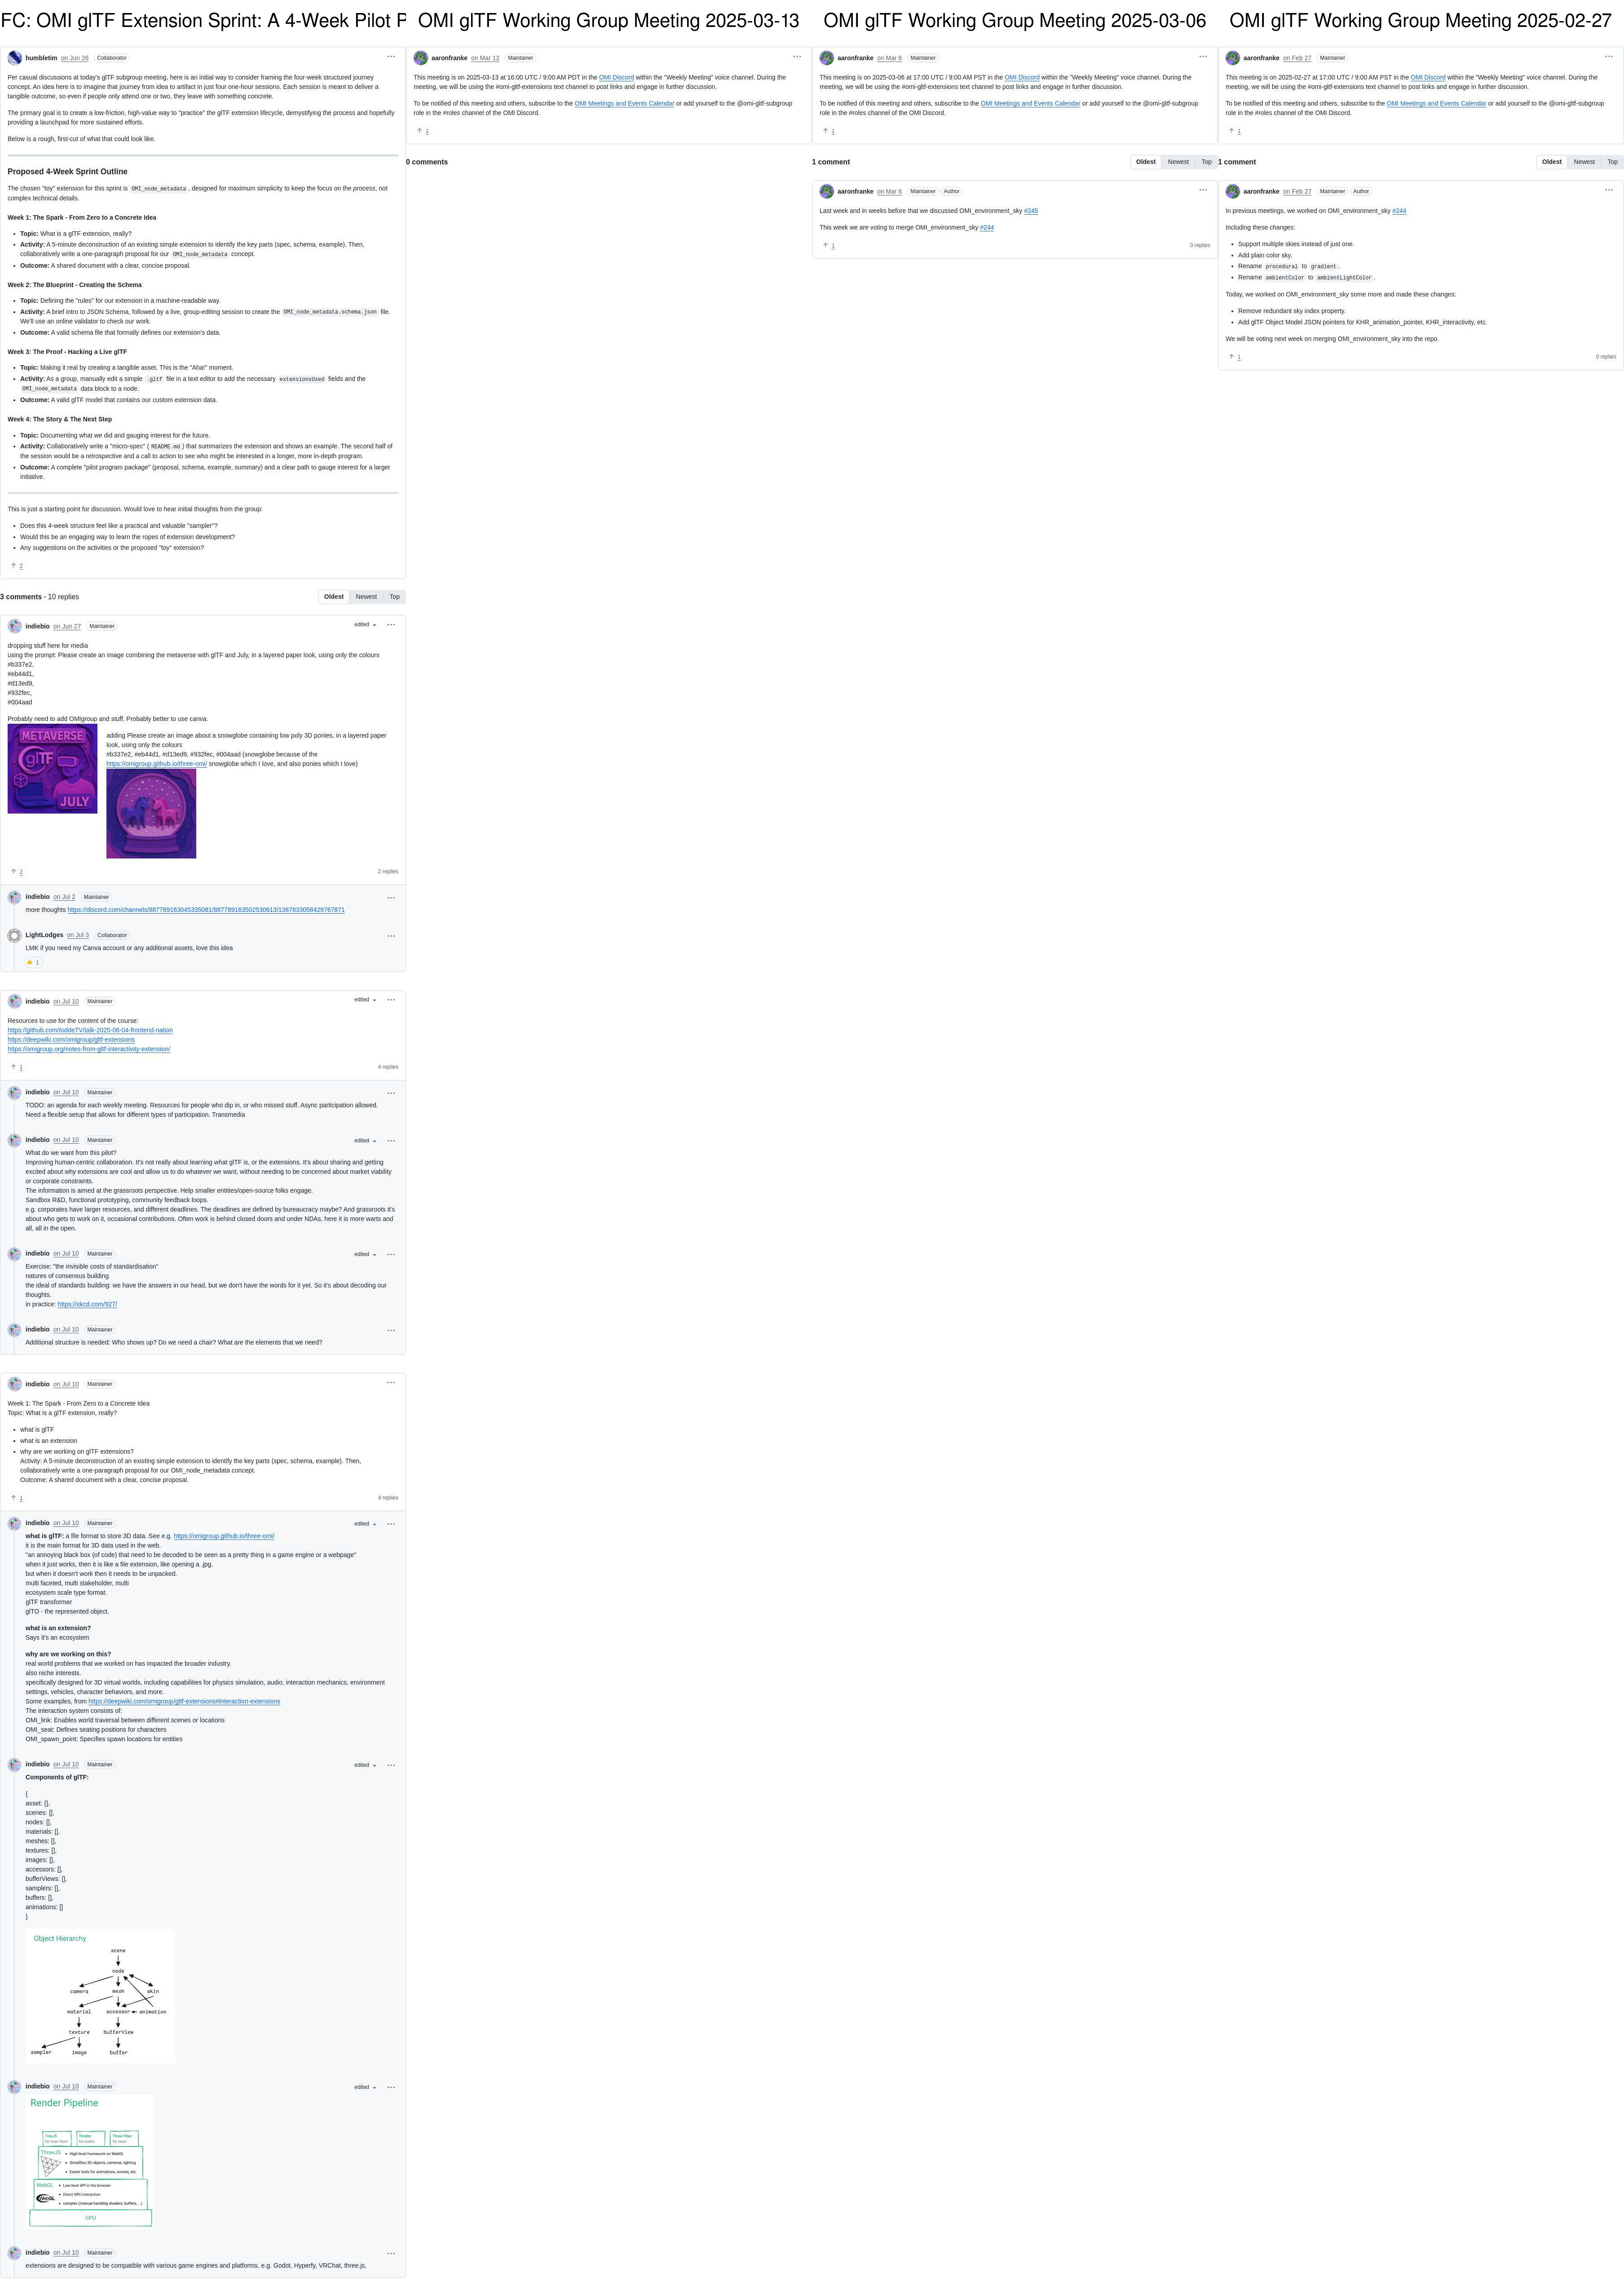 FC: OMI glTF Extension Sprint: A 4-Week Pilot P
humbletim on Jun 26 Collaborator
Per casual discussions at today's glTF subgroup meeting, here is an initial way to consider framing the four-week structured journey
concept. An idea here is to imagine that journey from idea to artifact in just four one-hour sessions. Each session is meant to deliver a
tangible outcome, so even if people only attend one or two, they leave with something concrete.
The primary goal is to create a low-friction, high-value way to "practice" the glTF extension lifecycle, demystifying the process and hopefully
providing a launchpad for more sustained efforts.
Below is a rough, first-cut of what that could look like.
Proposed 4-Week Sprint Outline
The chosen "toy" extension for this sprint is OMI_node_metadata, designed for maximum simplicity to keep the focus on the process, not
complex technical details.
Week 1: The Spark - From Zero to a Concrete Idea
Topic: What is a glTF extension, really?
Activity: A 5-minute deconstruction of an existing simple extension to identify the key parts (spec, schema, example). Then,
collaboratively write a one-paragraph proposal for our OMI_node_metadata concept.
Outcome: A shared document with a clear, concise proposal.
Week 2: The Blueprint - Creating the Schema
Topic: Defining the "rules" for our extension in a machine-readable way.
Activity: A brief intro to JSON Schema, followed by a live, group-editing session to create the OMI_node_metadata.schema.json file.
We'll use an online validator to check our work.
Outcome: A valid schema file that formally defines our extension's data.
Week 3: The Proof - Hacking a Live glTF
Topic: Making it real by creating a tangible asset. This is the "Aha!" moment.
Activity: As a group, manually edit a simple .gltf file in a text editor to add the necessary extensionsUsed fields and the
OMI_node_metadata data block to a node.
Outcome: A valid glTF model that contains our custom extension data.
Week 4: The Story & The Next Step
Topic: Documenting what we did and gauging interest for the future.
Activity: Collaboratively write a "micro-spec" ( README.md ) that summarizes the extension and shows an example. The second half of
the session would be a retrospective and a call to action to see who might be interested in a longer, more in-depth program.
Outcome: A complete "pilot program package" (proposal, schema, example, summary) and a clear path to gauge interest for a larger
initiative.
This is just a starting point for discussion. Would love to hear initial thoughts from the group:
Does this 4-week structure feel like a practical and valuable "sampler"?
Would this be an engaging way to learn the ropes of extension development?
Any suggestions on the activities or the proposed "toy" extension?
2
3 comments · 10 replies
Oldest Newest Top
indiebio on Jun 27 Maintainer edited
dropping stuff here for media
using the prompt: Please create an image combining the metaverse with glTF and July, in a layered paper look, using only the colours
#b337e2,
#eb44d1,
#d13ed9,
#932fec,
#004aad
Probably need to add OMIgroup and stuff. Probably better to use canva.
METAVERSE
glTF
JULY
adding Please create an image about a snowglobe containing low poly 3D ponies, in a layered paper
look, using only the colours
#b337e2, #eb44d1, #d13ed9, #932fec, #004aad (snowglobe because of the
https://omigroup.github.io/three-omi/ snowglobe which I love, and also ponies which I love)
2 2 replies
indiebio on Jul 2 Maintainer
more thoughts https://discord.com/channels/887789163045335081/887789163502530613/1387833058429767871
LightLodges on Jul 3 Collaborator
LMK if you need my Canva account or any additional assets, love this idea
1
indiebio on Jul 10 Maintainer edited
Resources to use for the content of the course:
https://github.com/toddeTV/talk-2025-06-04-frontend-nation
https://deepwiki.com/omigroup/gltf-extensions
https://omigroup.org/notes-from-gltf-interactivity-extension/
1 4 replies
indiebio on Jul 10 Maintainer
TODO: an agenda for each weekly meeting. Resources for people who dip in, or who missed stuff. Async participation allowed.
Need a flexible setup that allows for different types of participation. Transmedia
indiebio on Jul 10 Maintainer edited
What do we want from this pilot?
Improving human-centric collaboration. It's not really about learning what glTF is, or the extensions. It's about sharing and getting
excited about why extensions are cool and allow us to do whatever we want, without needing to be concerned about market viability
or corporate constraints.
The information is aimed at the grassroots perspective. Help smaller entities/open-source folks engage.
Sandbox R&D, functional prototyping, community feedback loops.
e.g. corporates have larger resources, and different deadlines. The deadlines are defined by bureaucracy maybe? And grassroots it's
about who gets to work on it, occasional contributions. Often work is behind closed doors and under NDAs, here it is more warts and
all, all in the open.
indiebio on Jul 10 Maintainer edited
Exercise: "the invisible costs of standardisation"
natures of consensus building
the ideal of standards building: we have the answers in our head, but we don't have the words for it yet. So it's about decoding our
thoughts.
in practice: https://xkcd.com/927/
indiebio on Jul 10 Maintainer
Additional structure is needed: Who shows up? Do we need a chair? What are the elements that we need?
indiebio on Jul 10 Maintainer
Week 1: The Spark - From Zero to a Concrete Idea
Topic: What is a glTF extension, really?
what is glTF
what is an extension
why are we working on glTF extensions?
Activity: A 5-minute deconstruction of an existing simple extension to identify the key parts (spec, schema, example). Then,
collaboratively write a one-paragraph proposal for our OMI_node_metadata concept.
Outcome: A shared document with a clear, concise proposal.
1 4 replies
indiebio on Jul 10 Maintainer edited
what is glTF: a file format to store 3D data. See e.g. https://omigroup.github.io/three-omi/
it is the main format for 3D data used in the web.
"an annoying black box (of code) that need to be decoded to be seen as a pretty thing in a game engine or a webpage"
when it just works, then it is like a file extension, like opening a .jpg.
but when it doesn't work then it needs to be unpacked.
multi faceted, multi stakeholder, multi
ecosystem scale type format.
glTF transformer
glTO - the represented object.
what is an extension?
Says it's an ecosystem
why are we working on this?
real world problems that we worked on has impacted the broader industry.
also niche interests.
specifically designed for 3D virtual worlds, including capabilities for physics simulation, audio, interaction mechanics, environment
settings, vehicles, character behaviors, and more.
Some examples, from https://deepwiki.com/omigroup/gltf-extensions#interaction-extensions
The interaction system consists of:
OMI_link: Enables world traversal between different scenes or locations
OMI_seat: Defines seating positions for characters
OMI_spawn_point: Specifies spawn locations for entities
indiebio on Jul 10 Maintainer edited
Components of glTF:
{
asset: {},
scenes: [],
nodes: [],
materials: [],
meshes: [],
textures: [],
images: [],
accessors: [],
bufferViews: [],
samplers: [],
buffers: [],
animations: []
}
Object Hierarchy
scene
node
camera mesh skin
material accessor animation
texture bufferView
sampler image buffer
indiebio on Jul 10 Maintainer edited
Render Pipeline
TresJS Threlte Three Fiber
for Vue/ Nuxt for svelte for react
ThreeJS
High-level framework on WebGL
Simplifies 3D objects, cameras, lighting
Easier tools for animations, scenes, etc.
WebGL
Low-level API in the browser
Direct GPU interaction
complex (manual handling shaders, buffers, ...)
WebGL
GPU
indiebio on Jul 10 Maintainer
extensions are designed to be compatible with various game engines and platforms. e.g. Godot, Hyperfy, VRChat, three.js,
OMI glTF Working Group Meeting 2025-03-13
aaronfranke on Mar 12 Maintainer
This meeting is on 2025-03-13 at 16:00 UTC / 9:00 AM PDT in the OMI Discord within the "Weekly Meeting" voice channel. During the
meeting, we will be using the #omi-gltf-extensions text channel to post links and engage in further discussion.
To be notified of this meeting and others, subscribe to the OMI Meetings and Events Calendar or add yourself to the @omi-gltf-subgroup
role in the #roles channel of the OMI Discord.
1
0 comments
OMI glTF Working Group Meeting 2025-03-06
aaronfranke on Mar 6 Maintainer
This meeting is on 2025-03-06 at 17:00 UTC / 9:00 AM PST in the OMI Discord within the "Weekly Meeting" voice channel. During the
meeting, we will be using the #omi-gltf-extensions text channel to post links and engage in further discussion.
To be notified of this meeting and others, subscribe to the OMI Meetings and Events Calendar or add yourself to the @omi-gltf-subgroup
role in the #roles channel of the OMI Discord.
1
1 comment
Oldest Newest Top
aaronfranke on Mar 6 Maintainer Author
Last week and in weeks before that we discussed OMI_environment_sky #245
This week we are voting to merge OMI_environment_sky #244
1 0 replies
OMI glTF Working Group Meeting 2025-02-27
aaronfranke on Feb 27 Maintainer
This meeting is on 2025-02-27 at 17:00 UTC / 9:00 AM PST in the OMI Discord within the "Weekly Meeting" voice channel. During the
meeting, we will be using the #omi-gltf-extensions text channel to post links and engage in further discussion.
To be notified of this meeting and others, subscribe to the OMI Meetings and Events Calendar or add yourself to the @omi-gltf-subgroup
role in the #roles channel of the OMI Discord.
1
1 comment
Oldest Newest Top
aaronfranke on Feb 27 Maintainer Author
In previous meetings, we worked on OMI_environment_sky #244
Including these changes:
Support multiple skies instead of just one.
Add plain color sky.
Rename procedural to gradient.
Rename ambientColor to ambientLightColor.
Today, we worked on OMI_environment_sky some more and made these changes:
Remove redundant sky index property.
Add glTF Object Model JSON pointers for KHR_animation_pointer, KHR_interactivity, etc.
We will be voting next week on merging OMI_environment_sky into the repo.
1 0 replies